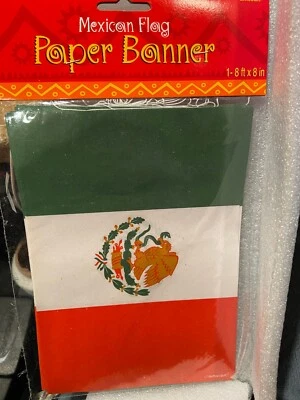 Mexican Flag
Paper Banner
1-8 ft x 8 in